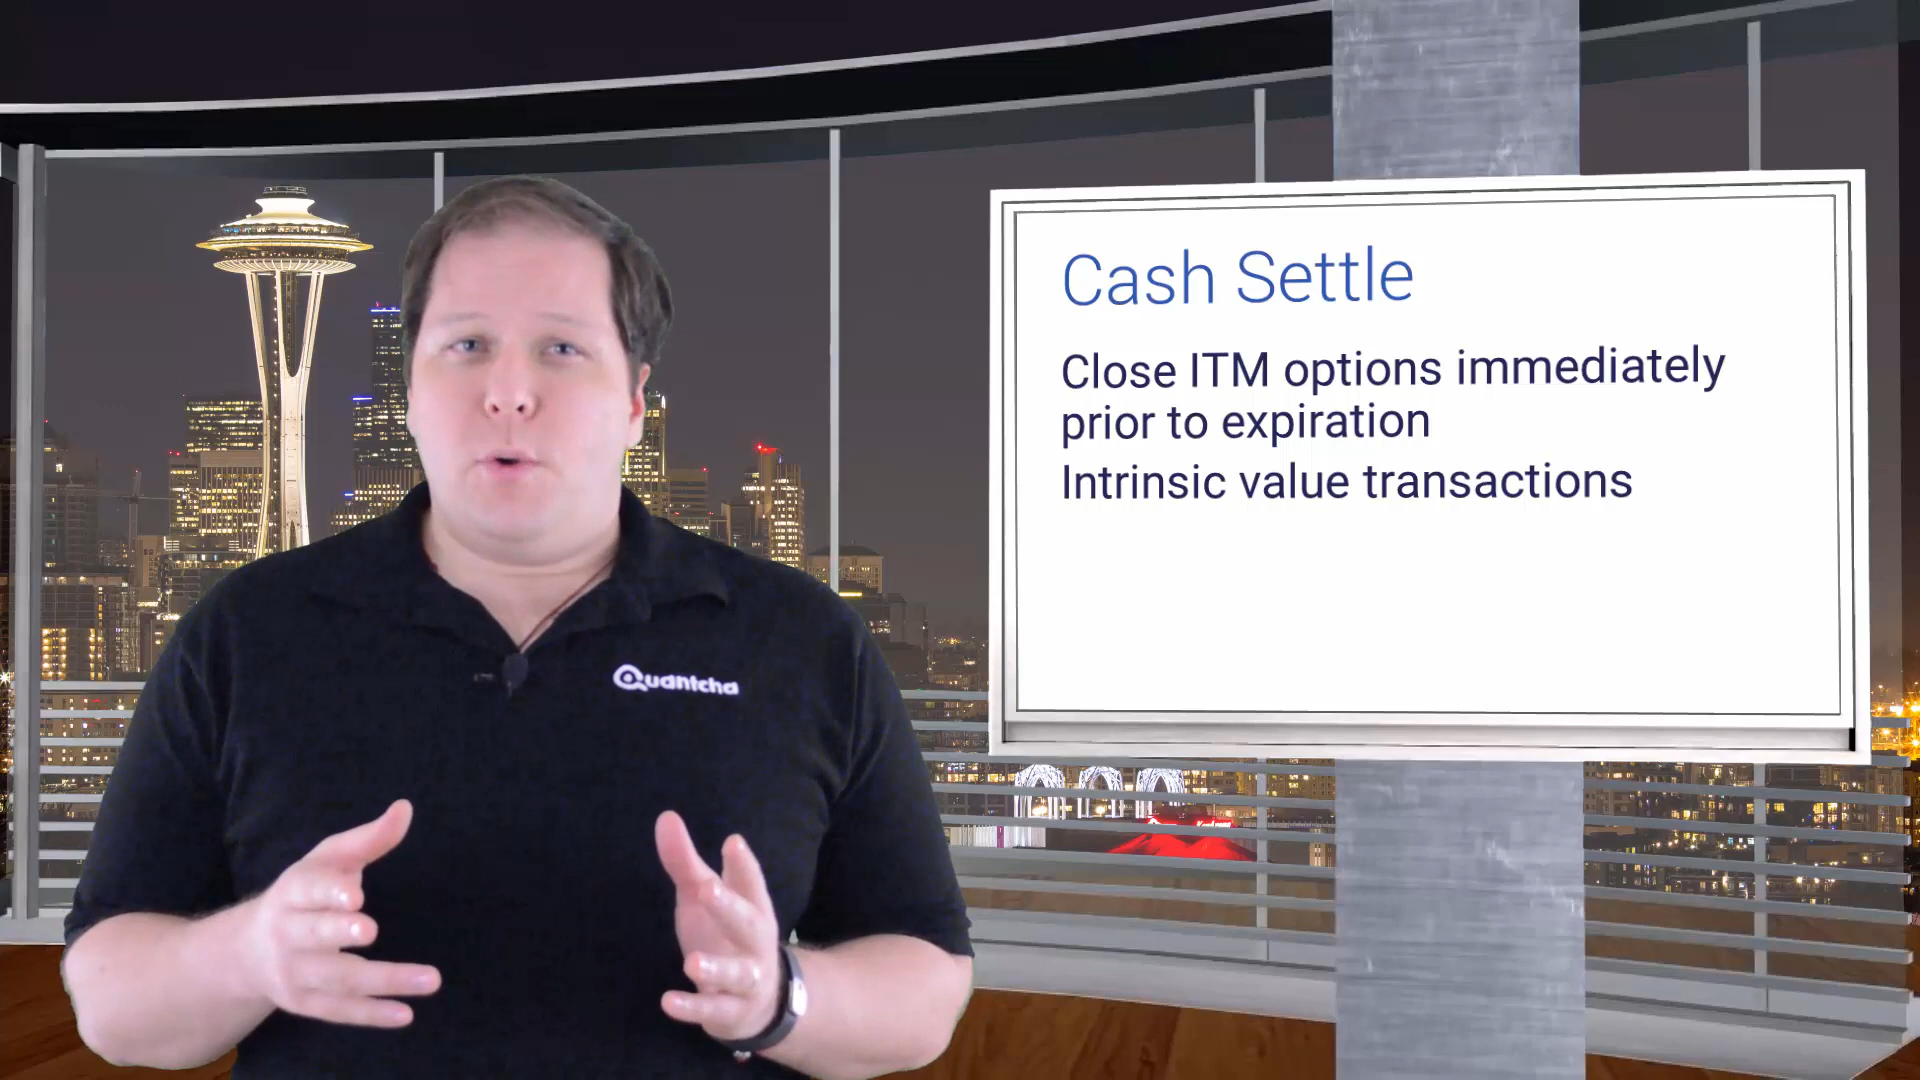 Cash Settle
Close ITM options immediately
prior to expiration
Intrinsic value transactions
Quantcha